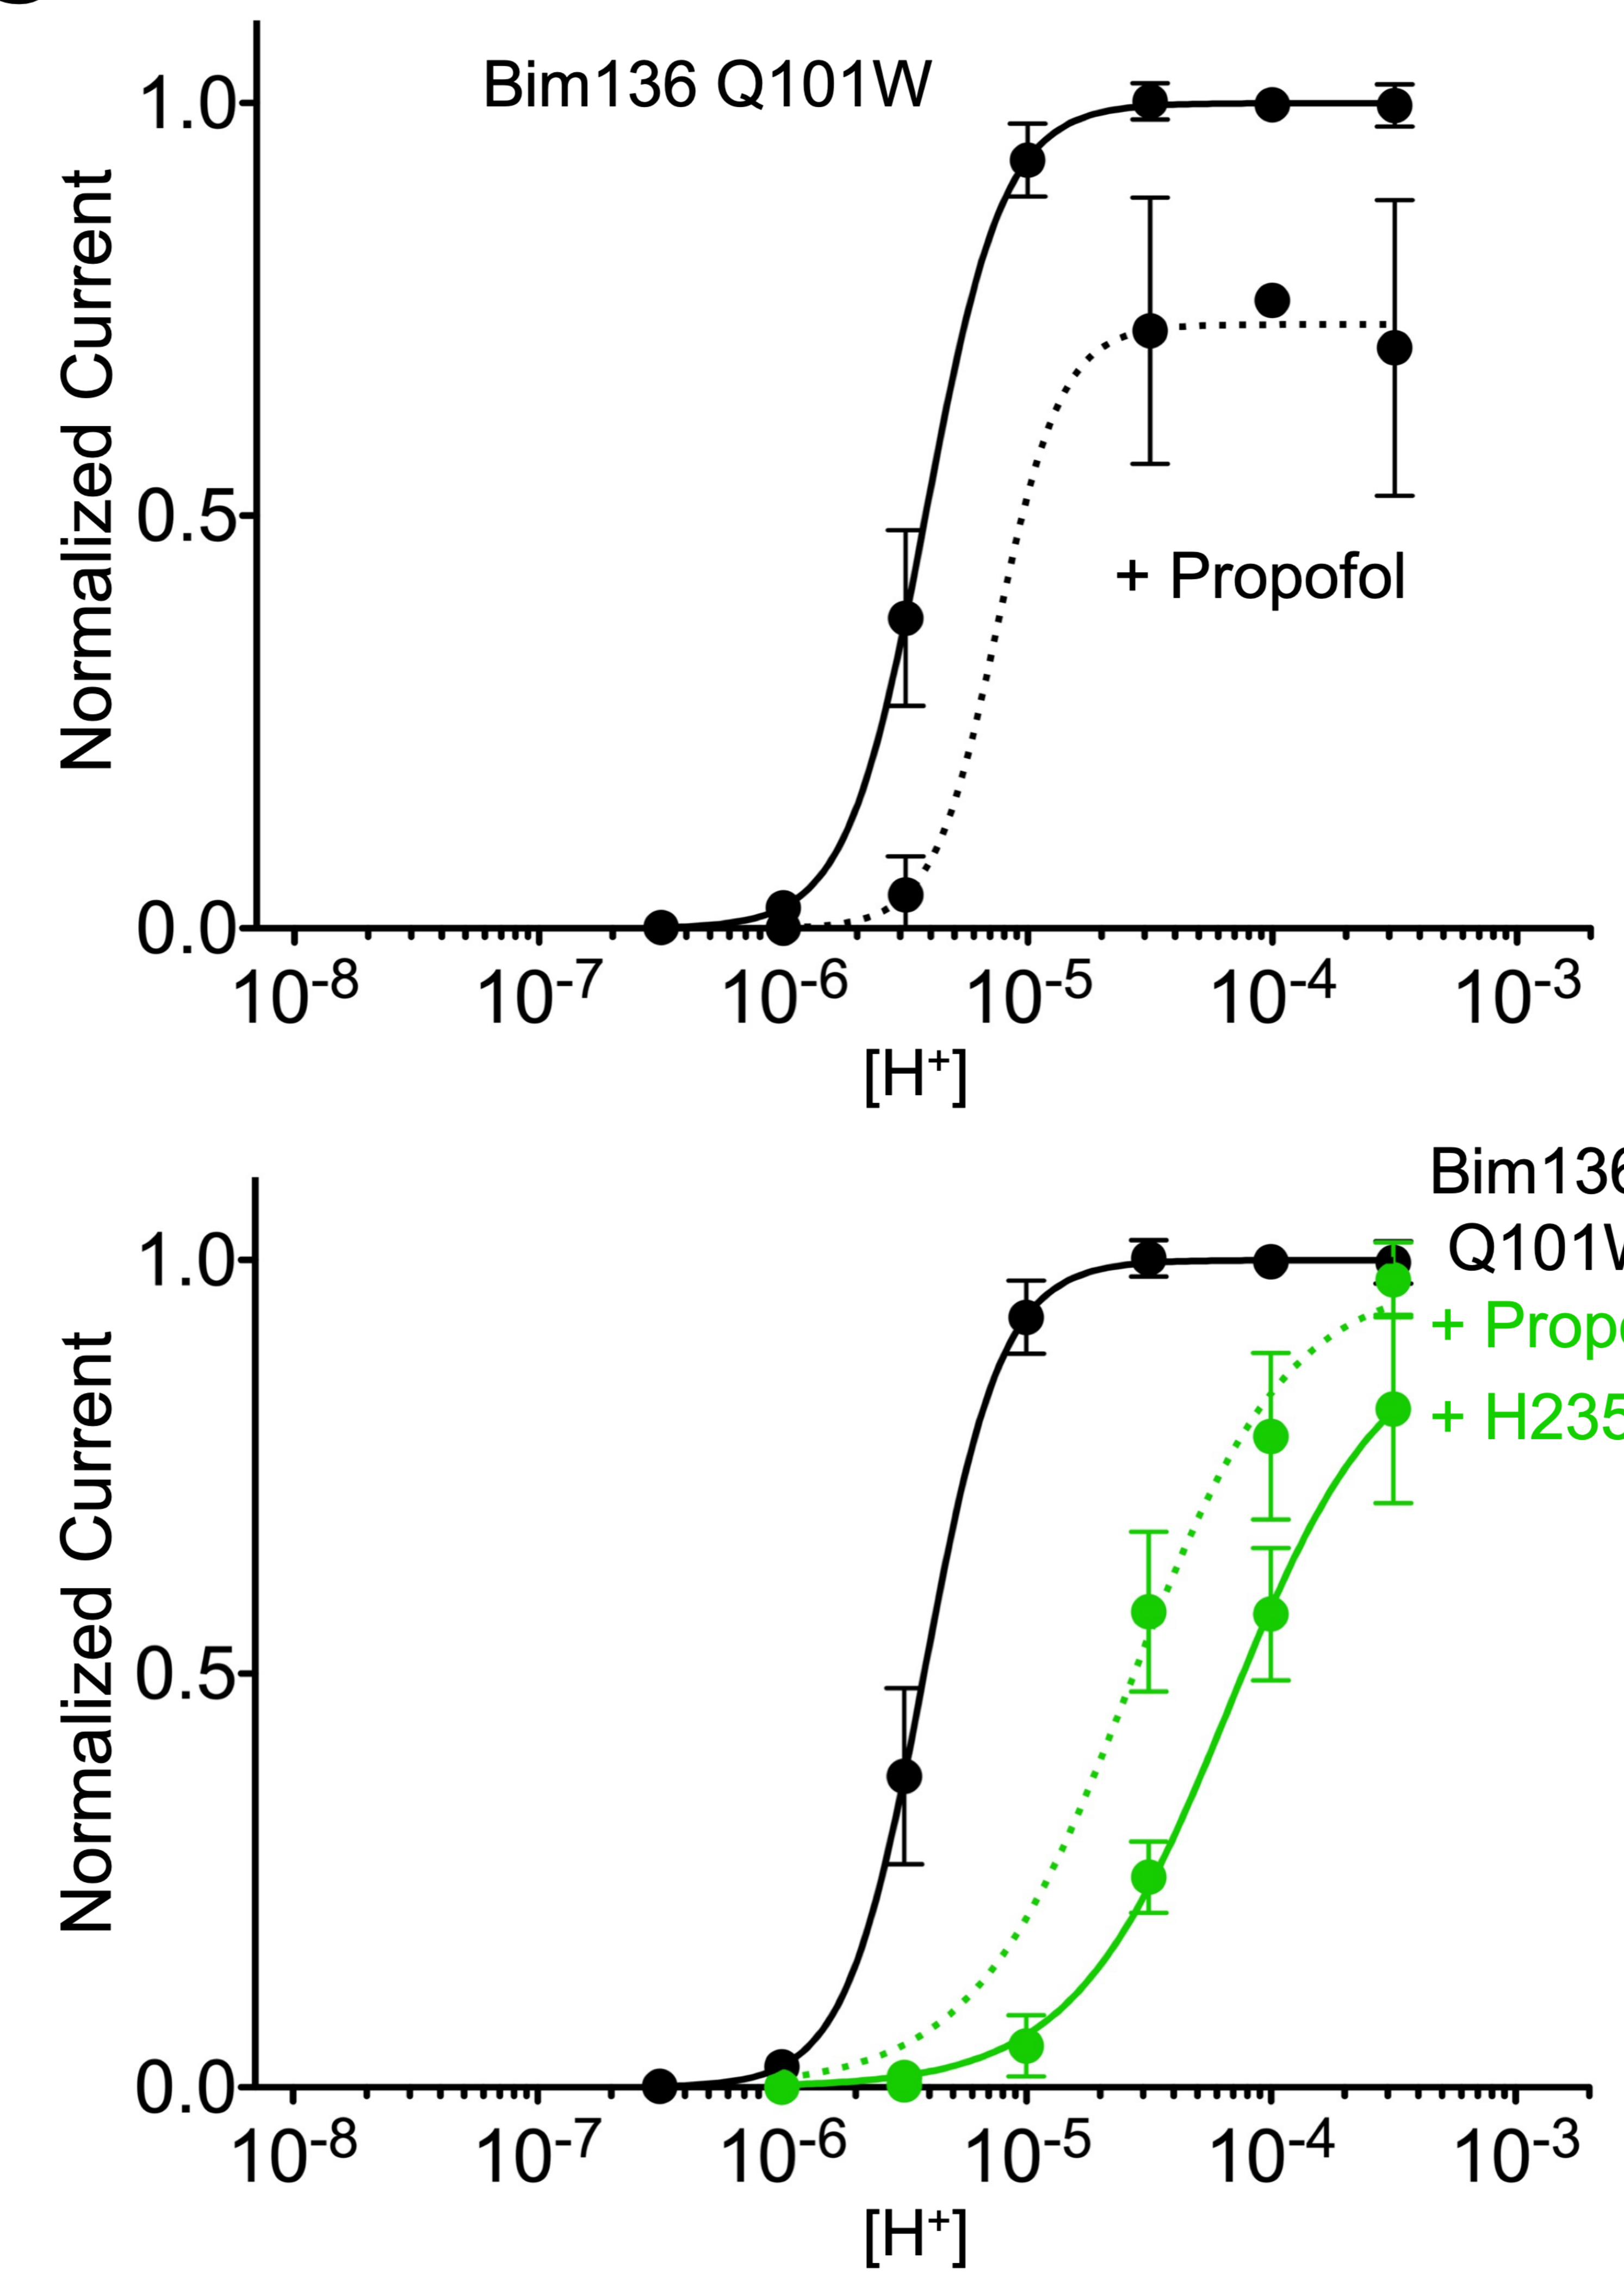 Bim136 Q101W
1.0
0.5
0.0
Normalized Current
+ Propofol
10⁻⁸ 10⁻⁷ 10⁻⁶ 10⁻⁵ 10⁻⁴ 10⁻³
[H⁺]
Bim136
Q101W
+ Prop
+ H235
1.0
0.5
0.0
Normalized Current
10⁻⁸ 10⁻⁷ 10⁻⁶ 10⁻⁵ 10⁻⁴ 10⁻³
[H⁺]